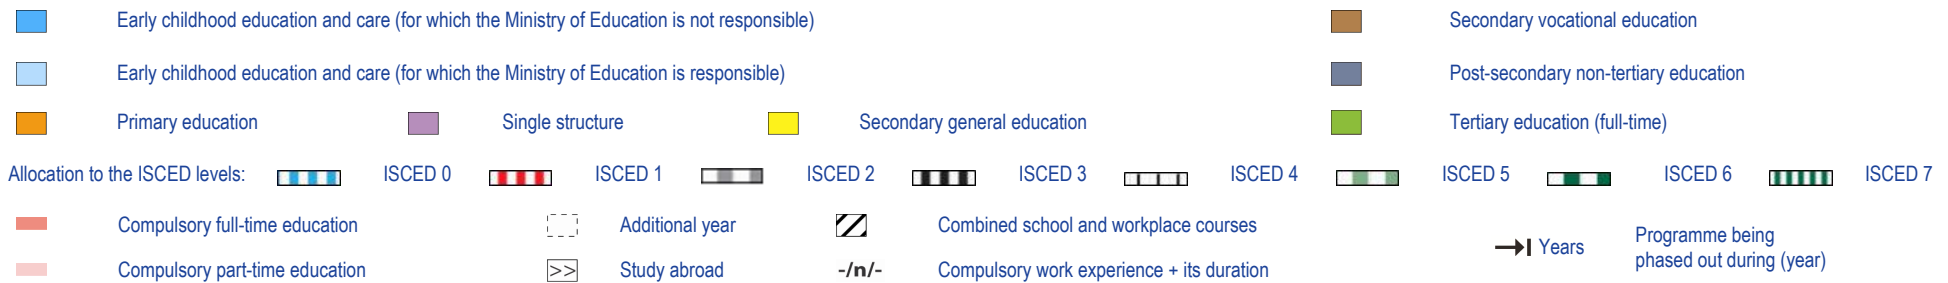 Early childhood education and care (for which the Ministry of Education is not responsible)
Secondary vocational education
Early childhood education and care (for which the Ministry of Education is responsible)
Post-secondary non-tertiary education
Primary education
Single structure
Secondary general education
Tertiary education (full-time)
Allocation to the ISCED levels:
ISCED 0
ISCED 1
ISCED 2
ISCED 3
ISCED 4
ISCED 5
ISCED 6
ISCED 7
Compulsory full-time education
Additional year
Combined school and workplace courses
Years
Programme being
phased out during (year)
Compulsory part-time education
>>
Study abroad
-/n/-
Compulsory work experience + its duration